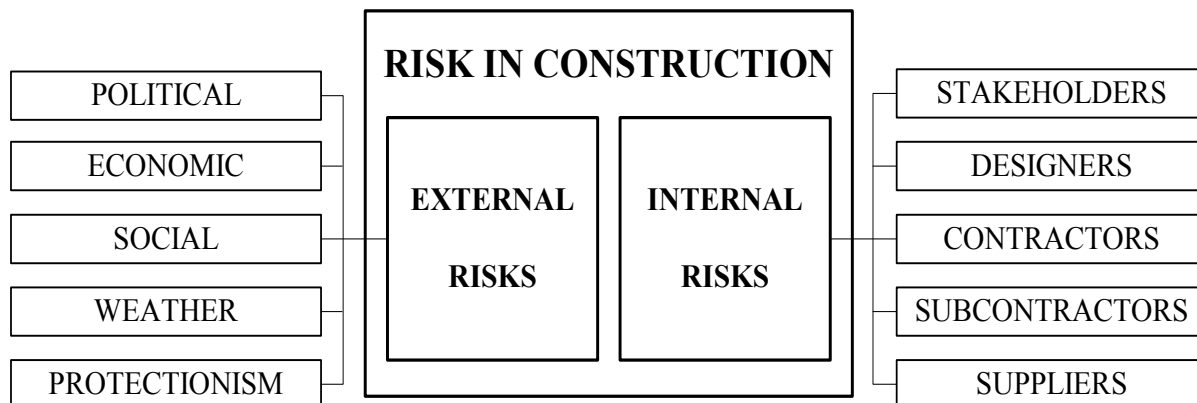 RISK IN CONSTRUCTION
POLITICAL
ECONOMIC
SOCIAL
WEATHER
PROTECTIONISM
EXTERNAL
RISKS
INTERNAL
RISKS
STAKEHOLDERS
DESIGNERS
CONTRACTORS
SUBCONTRACTORS
SUPPLIERS